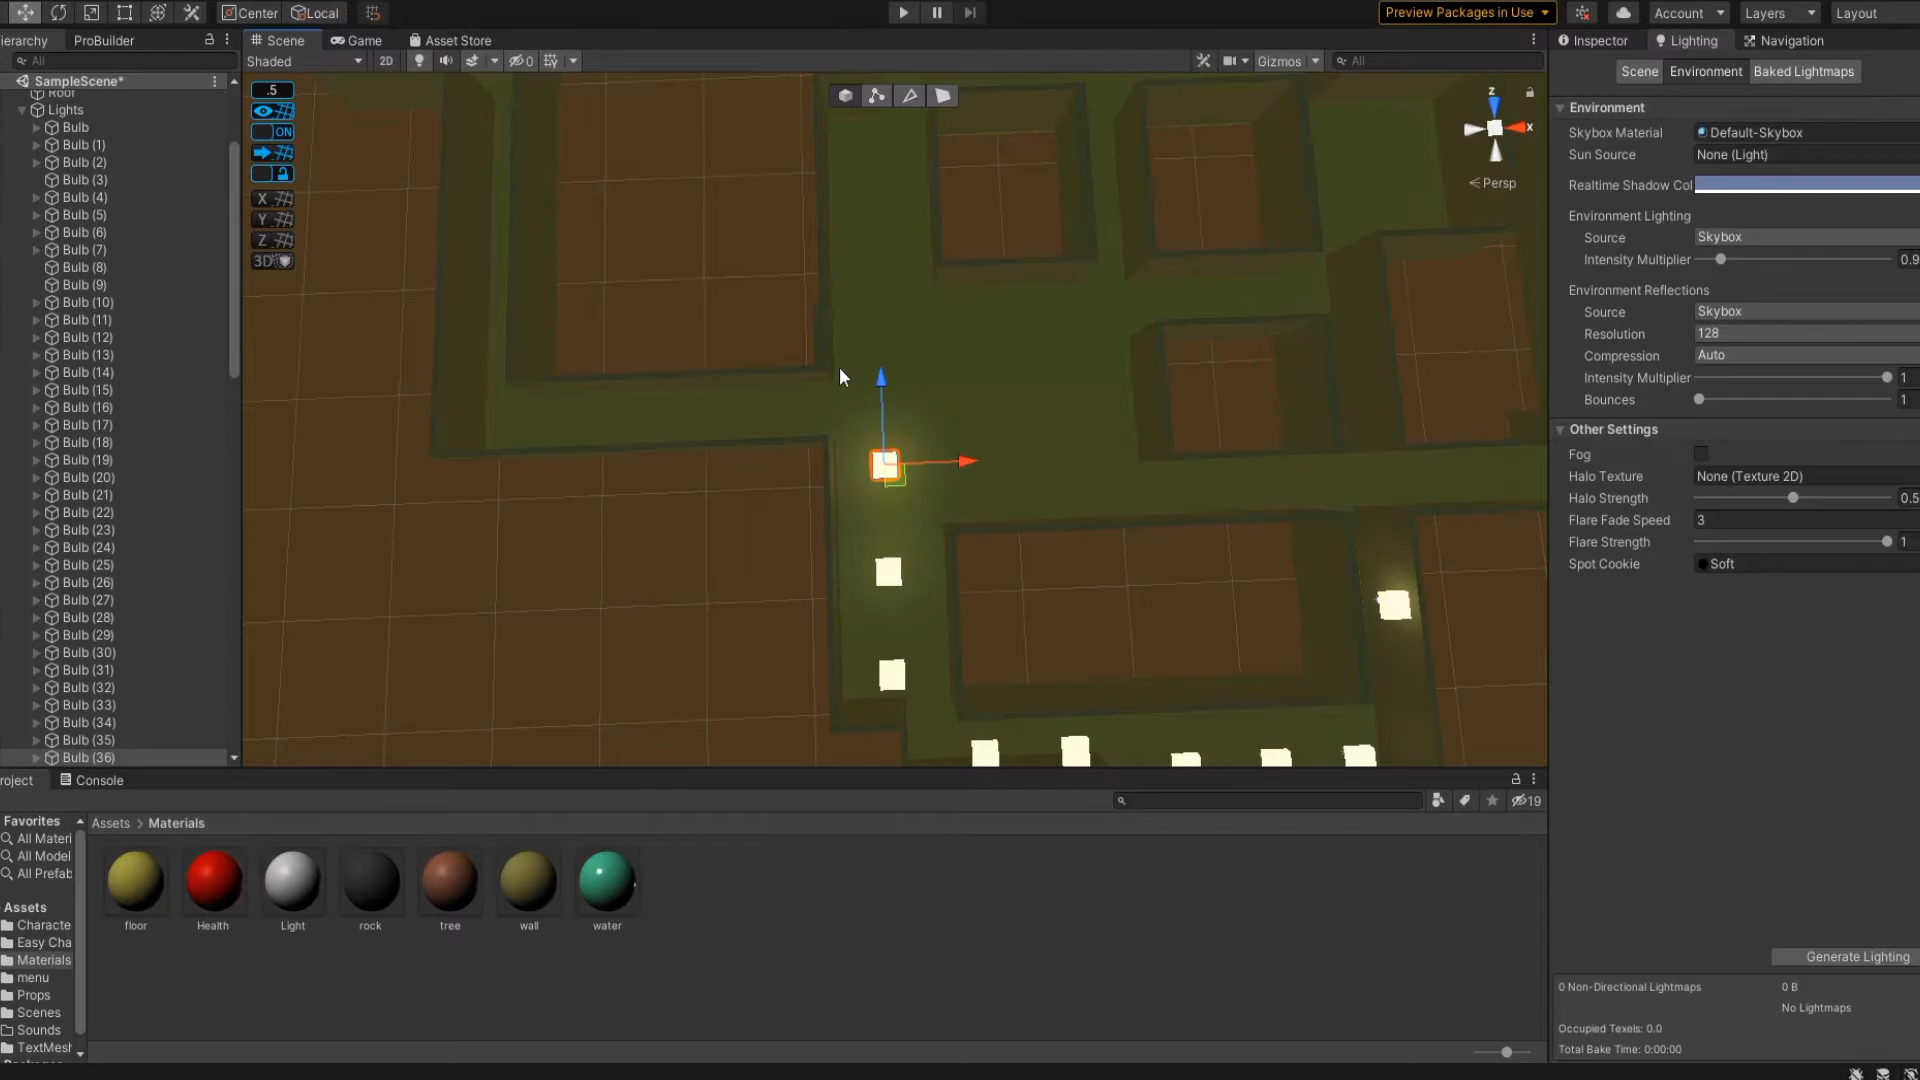 Center Local
Preview Packages in Use
Account
Layers
Layout
ierarchy
ProBuilder
Scene
Game
Asset Store
Inspector
Lighting
Navigation
All
Shaded
2D
0
Gizmos
All
Scene Environment Baked Lightmaps
SampleScene*
Roof
Lights
Bulb
Bulb (1)
Bulb (2)
Bulb (3)
Bulb (4)
Bulb (5)
Bulb (6)
Bulb (7)
Bulb (8)
Bulb (9)
Bulb (10)
Bulb (11)
Bulb (12)
Bulb (13)
Bulb (14)
Bulb (15)
Bulb (16)
Bulb (17)
Bulb (18)
Bulb (19)
Bulb (20)
Bulb (21)
Bulb (22)
Bulb (23)
Bulb (24)
Bulb (25)
Bulb (26)
Bulb (27)
Bulb (28)
Bulb (29)
Bulb (30)
Bulb (31)
Bulb (32)
Bulb (33)
Bulb (34)
Bulb (35)
Bulb (36)
.5
ON
X
Y
Z
3D
z
x
Persp
Environment
Skybox Material Default-Skybox
Sun Source None (Light)
Realtime Shadow Col
Environment Lighting
Source Skybox
Intensity Multiplier 0.9
Environment Reflections
Source Skybox
Resolution 128
Compression Auto
Intensity Multiplier 1
Bounces 1
Other Settings
Fog
Halo Texture None (Texture 2D)
Halo Strength 0.5
Flare Fade Speed 3
Flare Strength 1
Spot Cookie Soft
Generate Lighting
0 Non-Directional Lightmaps 0 B
No Lightmaps
Occupied Texels: 0.0
Total Bake Time: 0:00:00
roject
Console
19
Favorites
All Materi
All Model
All Prefab
Assets
Characte
Easy Cha
Materials
menu
Props
Scenes
Sounds
TextMesh
Assets > Materials
floor
Health
Light
rock
tree
wall
water